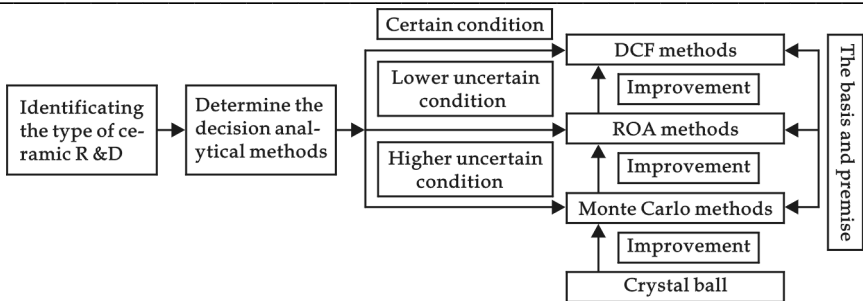 Identificating
the type of ce-
ramic R &D
Determine the
decision anal-
ytical methods
Certain condition
Lower uncertain
condition
Higher uncertain
condition
DCF methods
Improvement
ROA methods
Improvement
Monte Carlo methods
Improvement
Crystal ball
The basis and premise